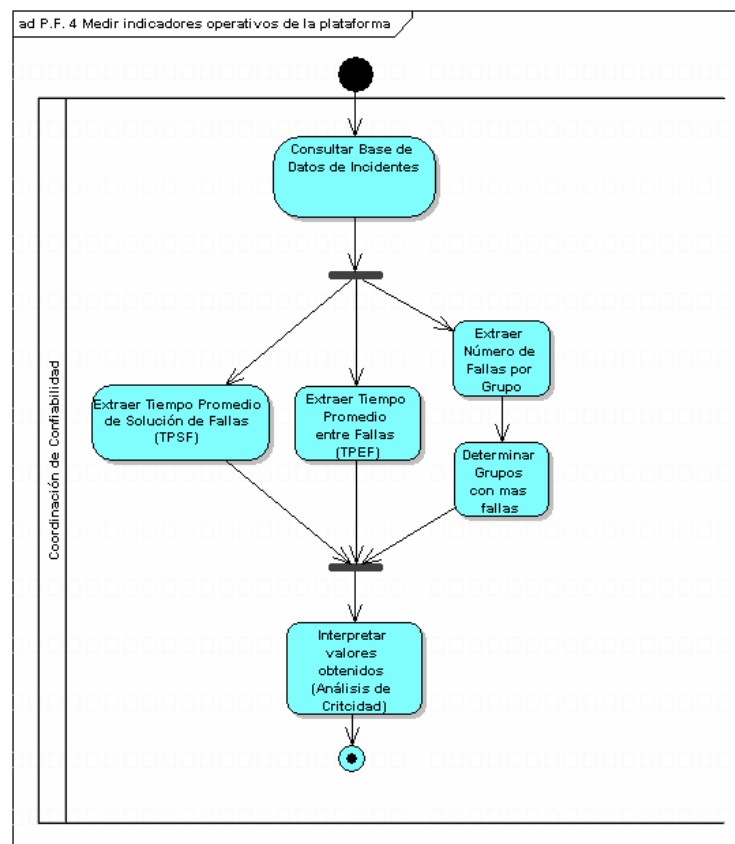 ad P.F. 4 Medir indicadores operativos de la plataforma
Coordinación de Confiabilidad
Consultar Base de
Datos de Incidentes
Extraer
Número de
Fallas por
Grupo
Extraer Tiempo Promedio
de Solución de Fallas
(TPSF)
Extraer Tiempo
Promedio
entre Fallas
(TPEF)
Determinar
Grupos
con mas
fallas
Interpretar
valores
obtenidos
(Análisis de
Critcidad)